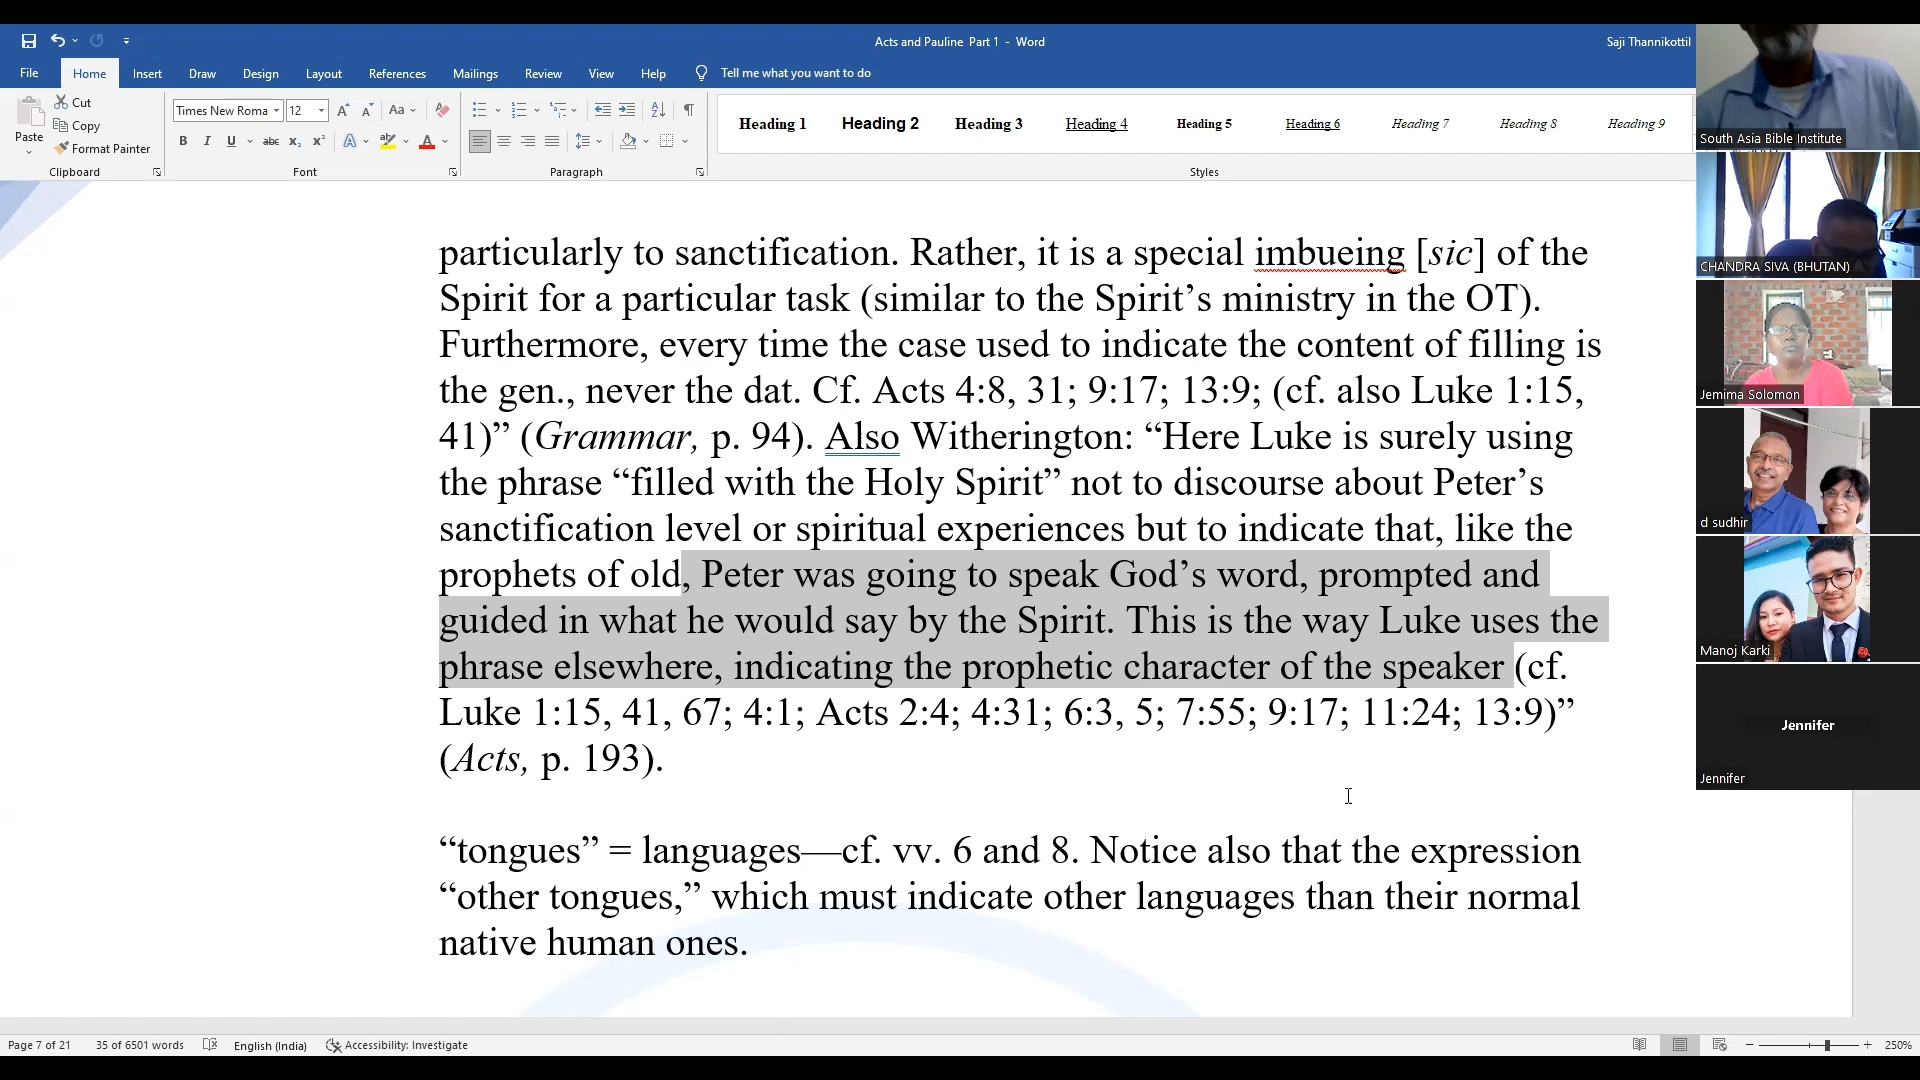 Acts and Pauline Part 1 - Word
Saji Thannikottil
File Home Insert Draw Design Layout References Mailings Review View Help Tell me what you want to do
Paste
Cut
Copy
Format Painter
Times New Roma 12
Aa
B I U abc x₂ x²
Heading 1 Heading 2 Heading 3 Heading 4 Heading 5 Heading 6 Heading 7 Heading 8 Heading 9
Clipboard Font Paragraph Styles
particularly to sanctification. Rather, it is a special imbueing [sic] of the
Spirit for a particular task (similar to the Spirit’s ministry in the OT).
Furthermore, every time the case used to indicate the content of filling is
the gen., never the dat. Cf. Acts 4:8, 31; 9:17; 13:9; (cf. also Luke 1:15,
41)” (Grammar, p. 94). Also Witherington: “Here Luke is surely using
the phrase “filled with the Holy Spirit” not to discourse about Peter’s
sanctification level or spiritual experiences but to indicate that, like the
prophets of old, Peter was going to speak God’s word, prompted and
guided in what he would say by the Spirit. This is the way Luke uses the
phrase elsewhere, indicating the prophetic character of the speaker (cf.
Luke 1:15, 41, 67; 4:1; Acts 2:4; 4:31; 6:3, 5; 7:55; 9:17; 11:24; 13:9)”
(Acts, p. 193).
“tongues” = languages—cf. vv. 6 and 8. Notice also that the expression
“other tongues,” which must indicate other languages than their normal
native human ones.
South Asia Bible Institute
CHANDRA SIVA (BHUTAN)
Jemima Solomon
d sudhir
Manoj Karki
Jennifer
Jennifer
Page 7 of 21 35 of 6501 words English (India) Accessibility: Investigate 250%